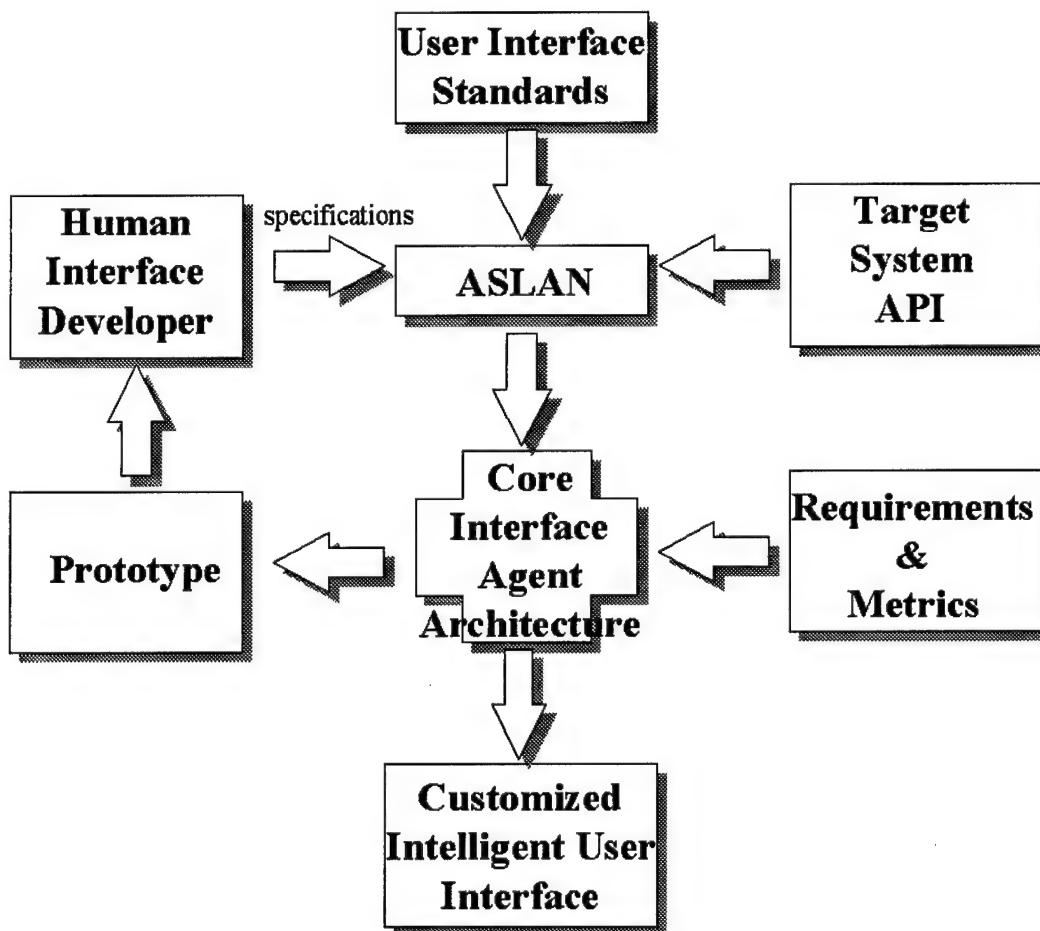 User Interface
Standards
Human
Interface
Developer
specifications
ASLAN
Target
System
API
Prototype
Core
Interface
Agent
Architecture
Requirements
&
Metrics
Customized
Intelligent User
Interface